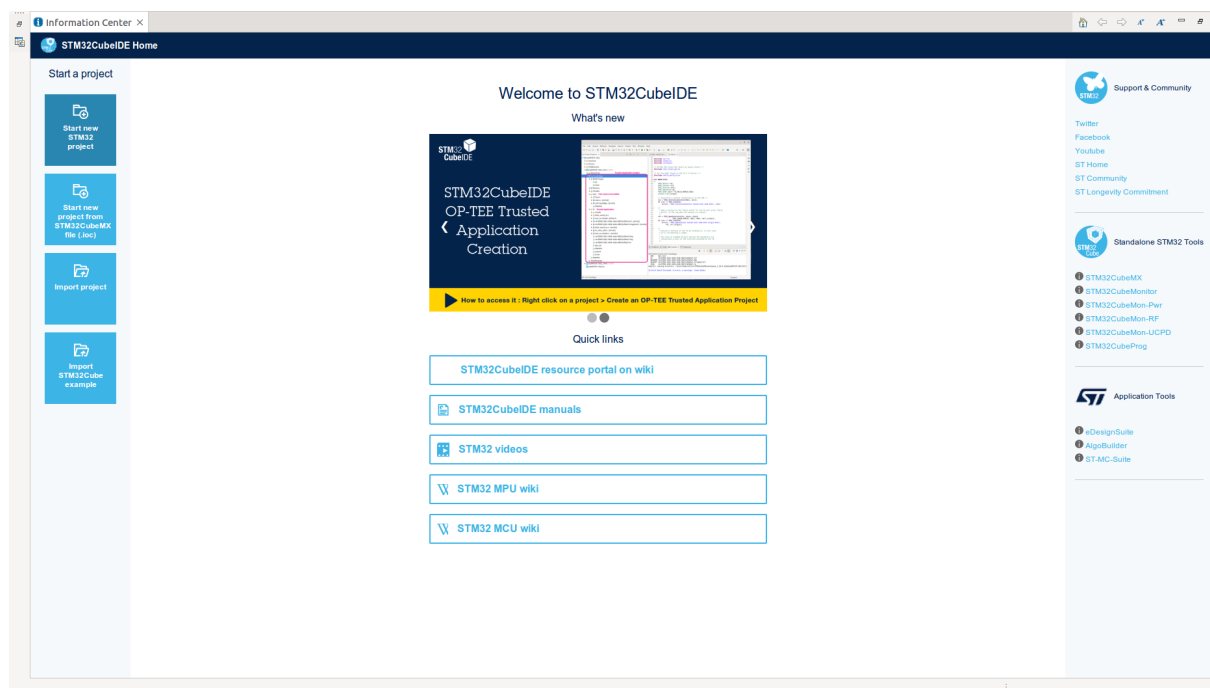 Information Center
STM32CubeIDE Home
Start a project
Start new
STM32
project
Start new
project from
STM32CubeMX
file (.ioc)
Import project
Import
STM32Cube
example
Welcome to STM32CubeIDE
What's new
STM32
CubeIDE
STM32CubeIDE
OP-TEE Trusted
Application
Creation
How to access it : Right click on a project > Create an OP-TEE Trusted Application Project
Quick links
STM32CubeIDE resource portal on wiki
STM32CubeIDE manuals
STM32 videos
STM32 MPU wiki
STM32 MCU wiki
STM32
Support & Community
Twitter
Facebook
Youtube
ST Home
ST Community
ST Longevity Commitment
STM32
Cube
Standalone STM32 Tools
STM32CubeMX
STM32CubeMonitor
STM32CubeMon-Pwr
STM32CubeMon-RF
STM32CubeMon-UCPD
STM32CubeProg
ST
Application Tools
eDesignSuite
AlgoBuilder
ST-MC-Suite